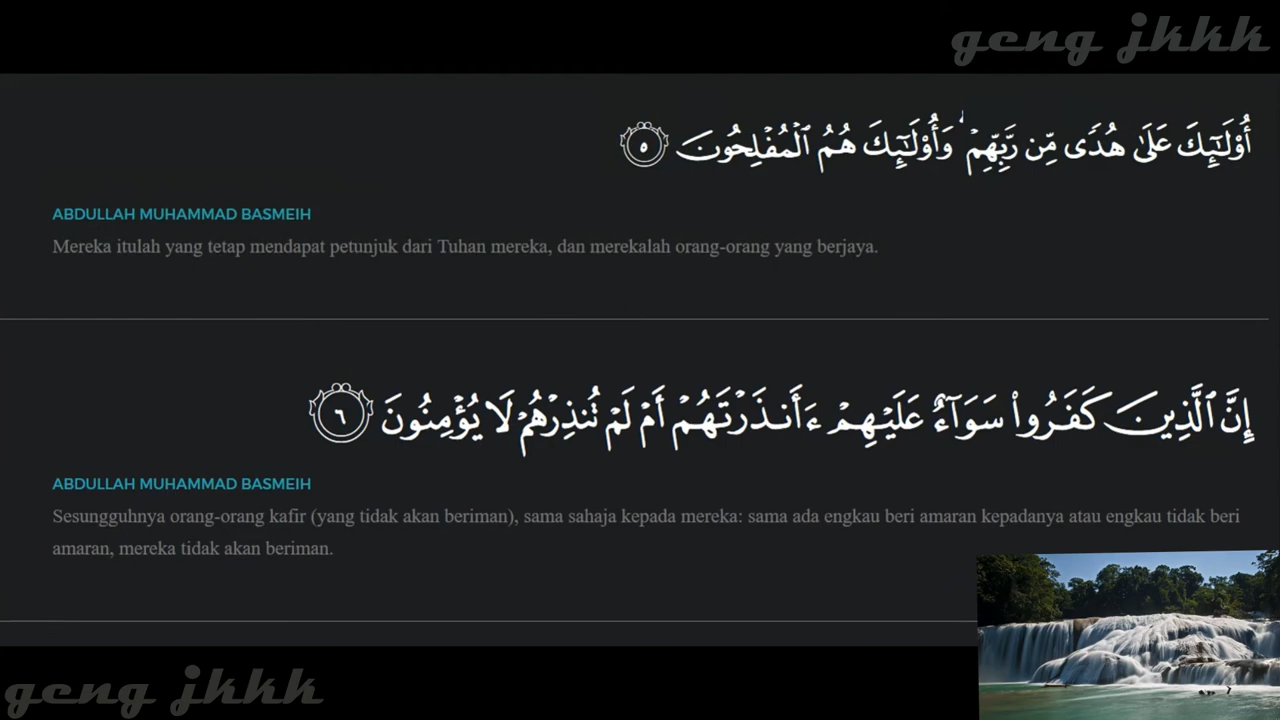 geng jkkk
أُو۟لَـٰٓئِكَ عَلَىٰ هُدًى مِّن رَّبِّهِمْ ۖ وَأُو۟لَـٰٓئِكَ هُمُ ٱلْمُفْلِحُونَ ٥
ABDULLAH MUHAMMAD BASMEIH
Mereka itulah yang tetap mendapat petunjuk dari Tuhan mereka, dan merekalah orang-orang yang berjaya.
إِنَّ ٱلَّذِينَ كَفَرُوا۟ سَوَآءٌ عَلَيْهِمْ ءَأَنذَرْتَهُمْ أَمْ لَمْ تُنذِرْهُمْ لَا يُؤْمِنُونَ ٦
ABDULLAH MUHAMMAD BASMEIH
Sesungguhnya orang-orang kafir (yang tidak akan beriman), sama sahaja kepada mereka: sama ada engkau beri amaran kepadanya atau engkau tidak beri
amaran, mereka tidak akan beriman.
geng jkkk